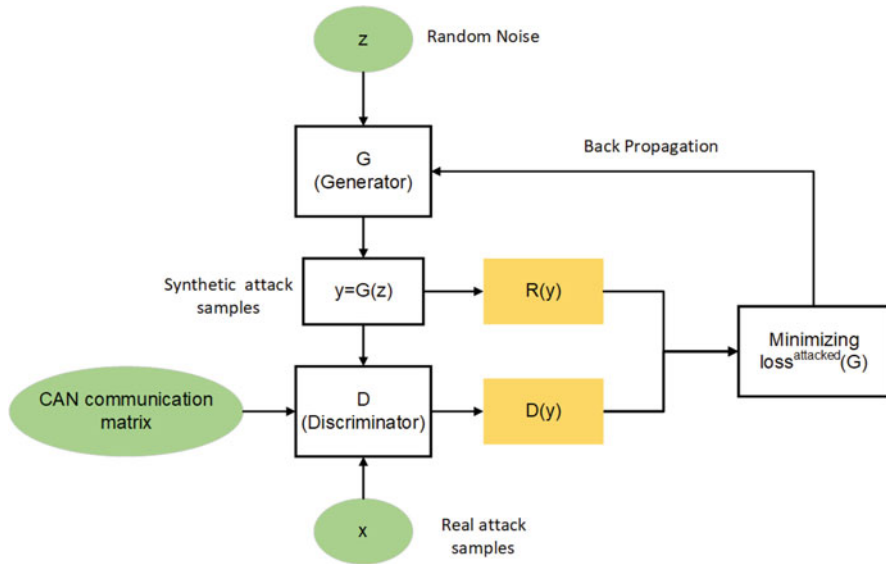 z
Random Noise
G
(Generator)
Back Propagation
Synthetic attack
samples
y=G(z)
R(y)
Minimizing
loss^attacked(G)
CAN communication
matrix
D
(Discriminator)
D(y)
x
Real attack
samples